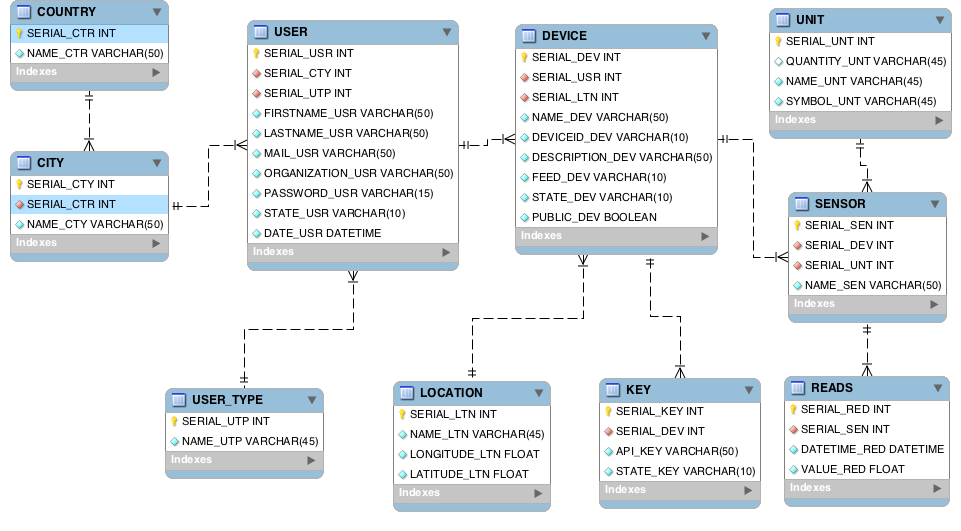 COUNTRY
SERIAL_CTR INT
NAME_CTR VARCHAR(50)
Indexes
CITY
SERIAL_CTY INT
SERIAL_CTR INT
NAME_CTY VARCHAR(50)
Indexes
USER
SERIAL_USR INT
SERIAL_CTY INT
SERIAL_UTP INT
FIRSTNAME_USR VARCHAR(50)
LASTNAME_USR VARCHAR(50)
MAIL_USR VARCHAR(50)
ORGANIZATION_USR VARCHAR(50)
PASSWORD_USR VARCHAR(15)
STATE_USR VARCHAR(10)
DATE_USR DATETIME
Indexes
DEVICE
SERIAL_DEV INT
SERIAL_USR INT
SERIAL_LTN INT
NAME_DEV VARCHAR(50)
DEVICEID_DEV VARCHAR(10)
DESCRIPTION_DEV VARCHAR(50)
FEED_DEV VARCHAR(10)
STATE_DEV VARCHAR(10)
PUBLIC_DEV BOOLEAN
Indexes
UNIT
SERIAL_UNT INT
QUANTITY_UNT VARCHAR(45)
NAME_UNT VARCHAR(45)
SYMBOL_UNT VARCHAR(45)
Indexes
SENSOR
SERIAL_SEN INT
SERIAL_DEV INT
SERIAL_UNT INT
NAME_SEN VARCHAR(50)
Indexes
USER_TYPE
SERIAL_UTP INT
NAME_UTP VARCHAR(45)
Indexes
LOCATION
SERIAL_LTN INT
NAME_LTN VARCHAR(45)
LONGITUDE_LTN FLOAT
LATITUDE_LTN FLOAT
Indexes
KEY
SERIAL_KEY INT
SERIAL_DEV INT
API_KEY VARCHAR(50)
STATE_KEY VARCHAR(10)
Indexes
READS
SERIAL_RED INT
SERIAL_SEN INT
DATETIME_RED DATETIME
VALUE_RED FLOAT
Indexes